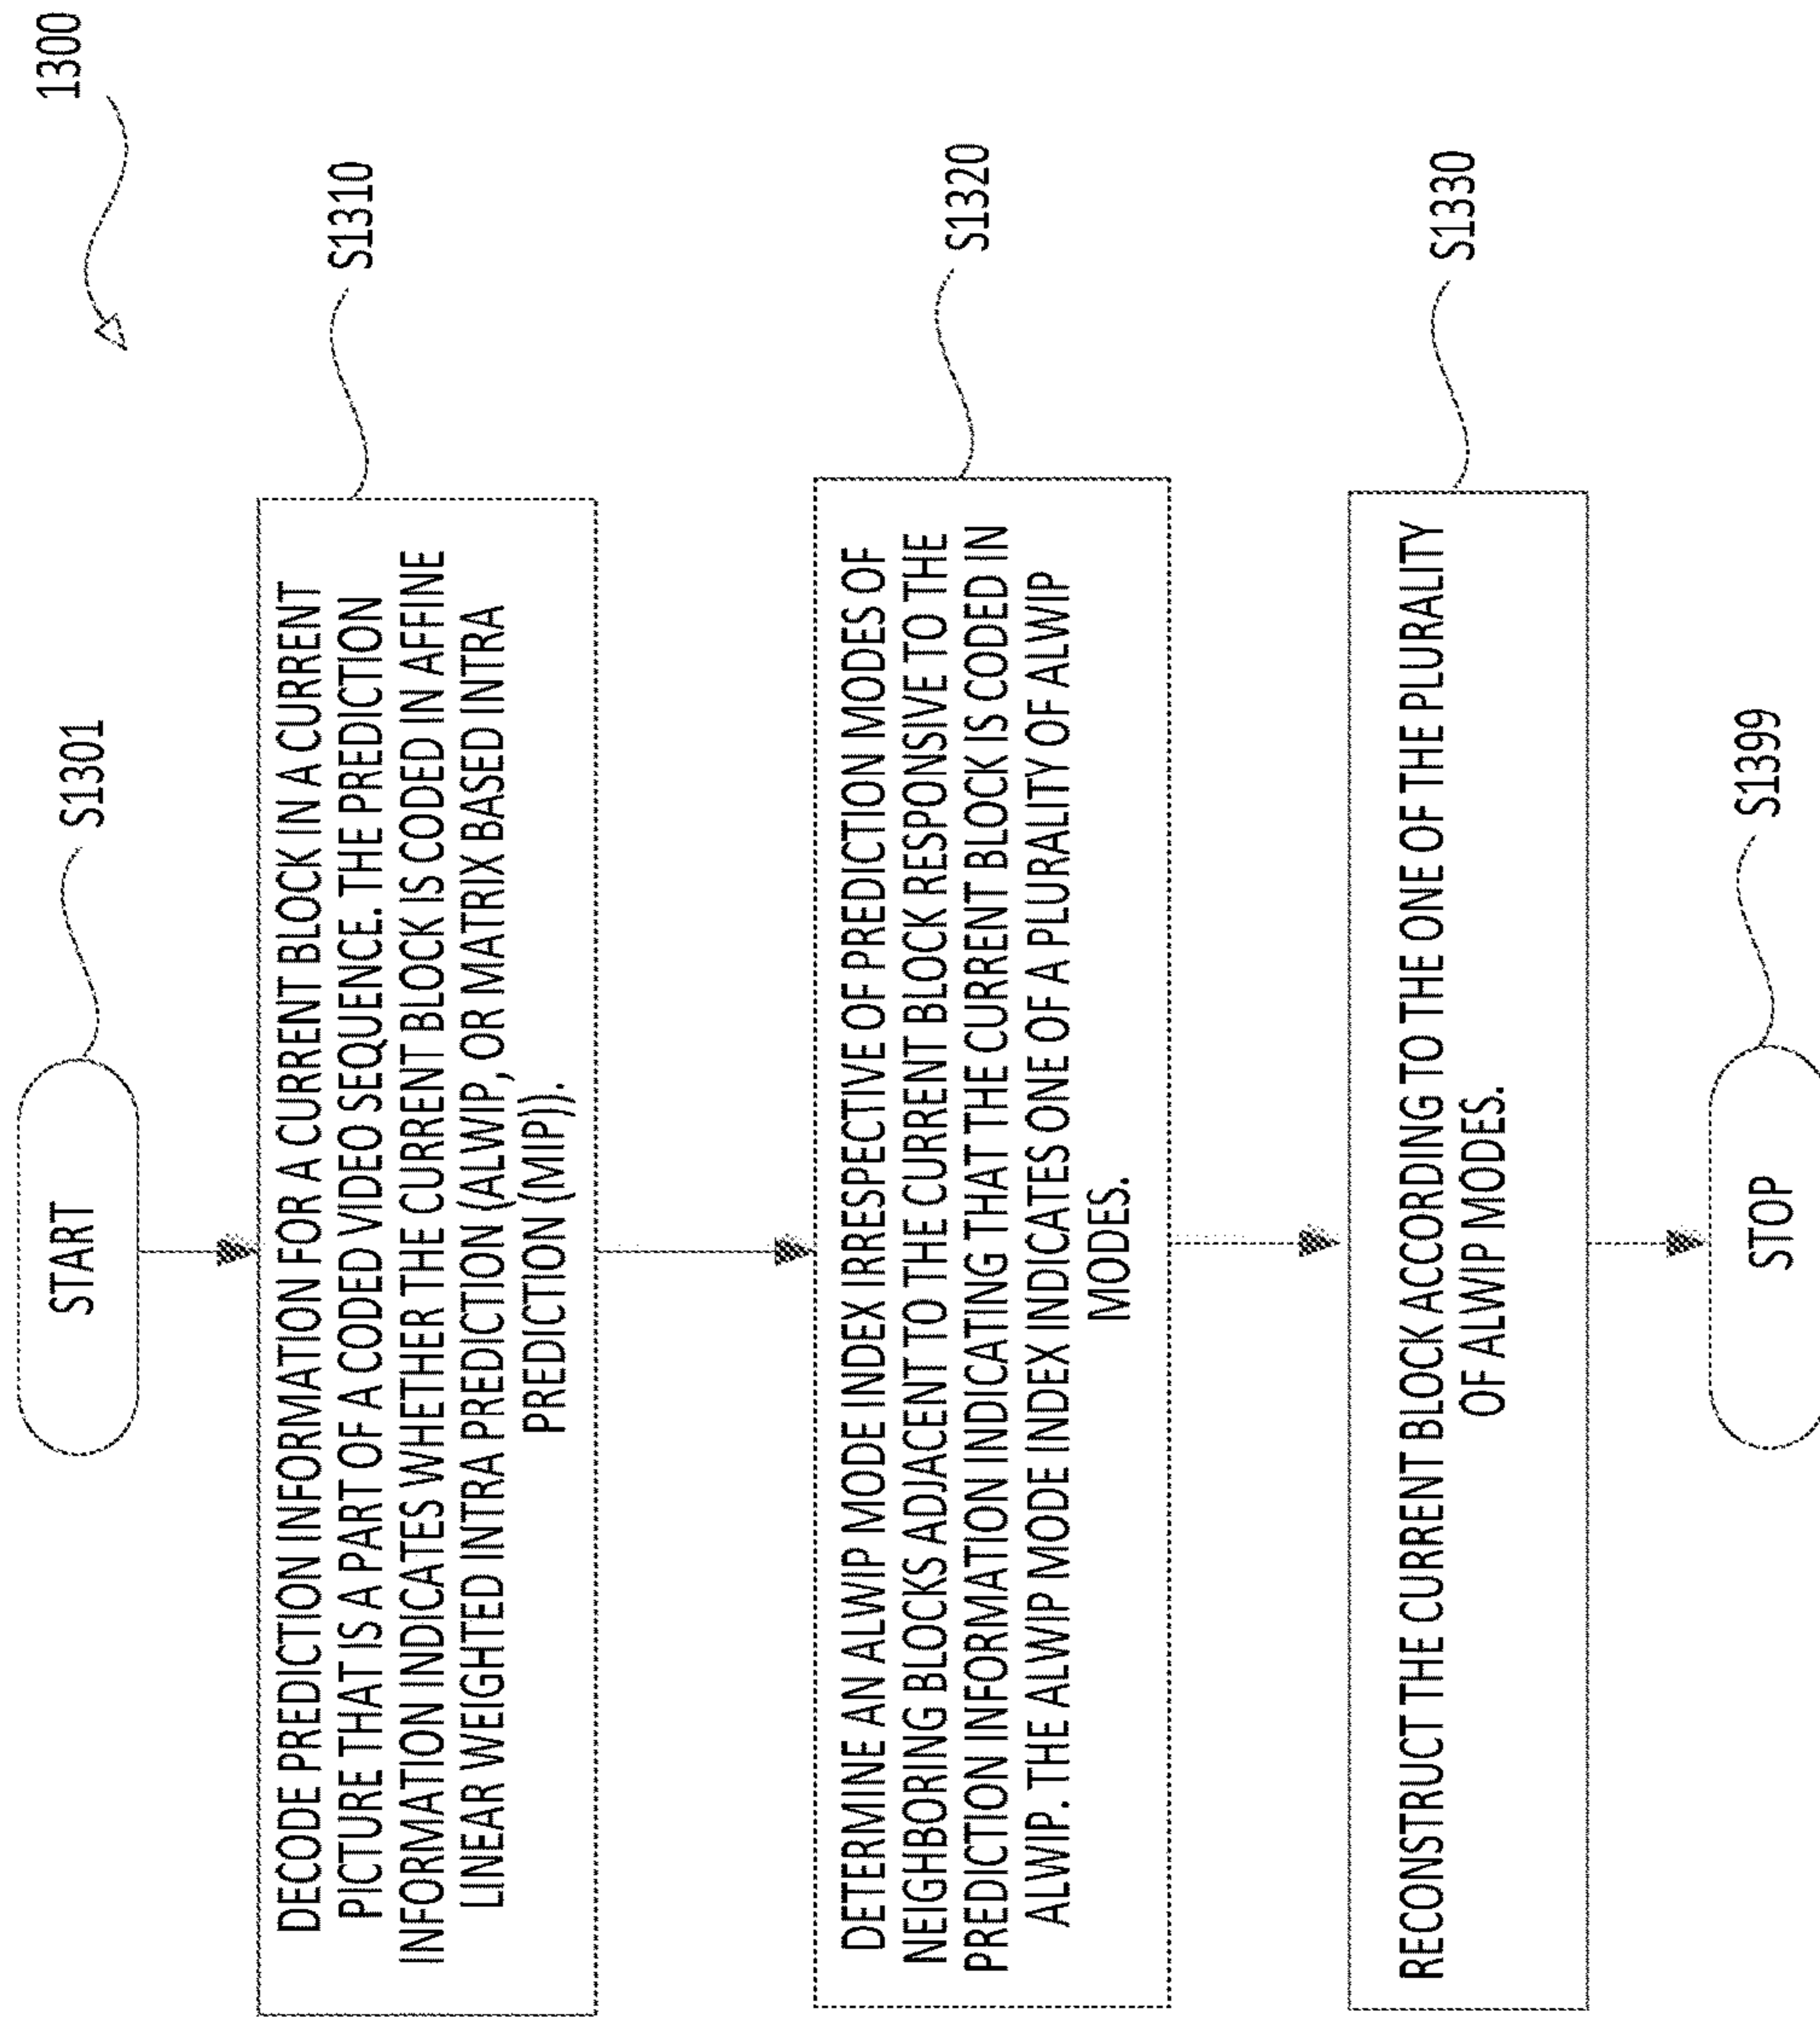 1300
START
S1301
DECODE PREDICTION INFORMATION FOR A CURRENT BLOCK IN A CURRENT
PICTURE THAT IS A PART OF A CODED VIDEO SEQUENCE. THE PREDICTION
INFORMATION INDICATES WHETHER THE CURRENT BLOCK IS CODED IN AFFINE
LINEAR WEIGHTED INTRA PREDICTION (ALWIP, OR MATRIX BASED INTRA
PREDICTION (MIP)).
S1310
DETERMINE AN ALWIP MODE INDEX IRRESPECTIVE OF PREDICTION MODES OF
NEIGHBORING BLOCKS ADJACENT TO THE CURRENT BLOCK RESPONSIVE TO THE
PREDICTION INFORMATION INDICATING THAT THE CURRENT BLOCK IS CODED IN
ALWIP. THE ALWIP MODE INDEX INDICATES ONE OF A PLURALITY OF ALWIP
MODES.
S1320
RECONSTRUCT THE CURRENT BLOCK ACCORDING TO THE ONE OF THE PLURALITY
OF ALWIP MODES.
S1330
STOP
S1399